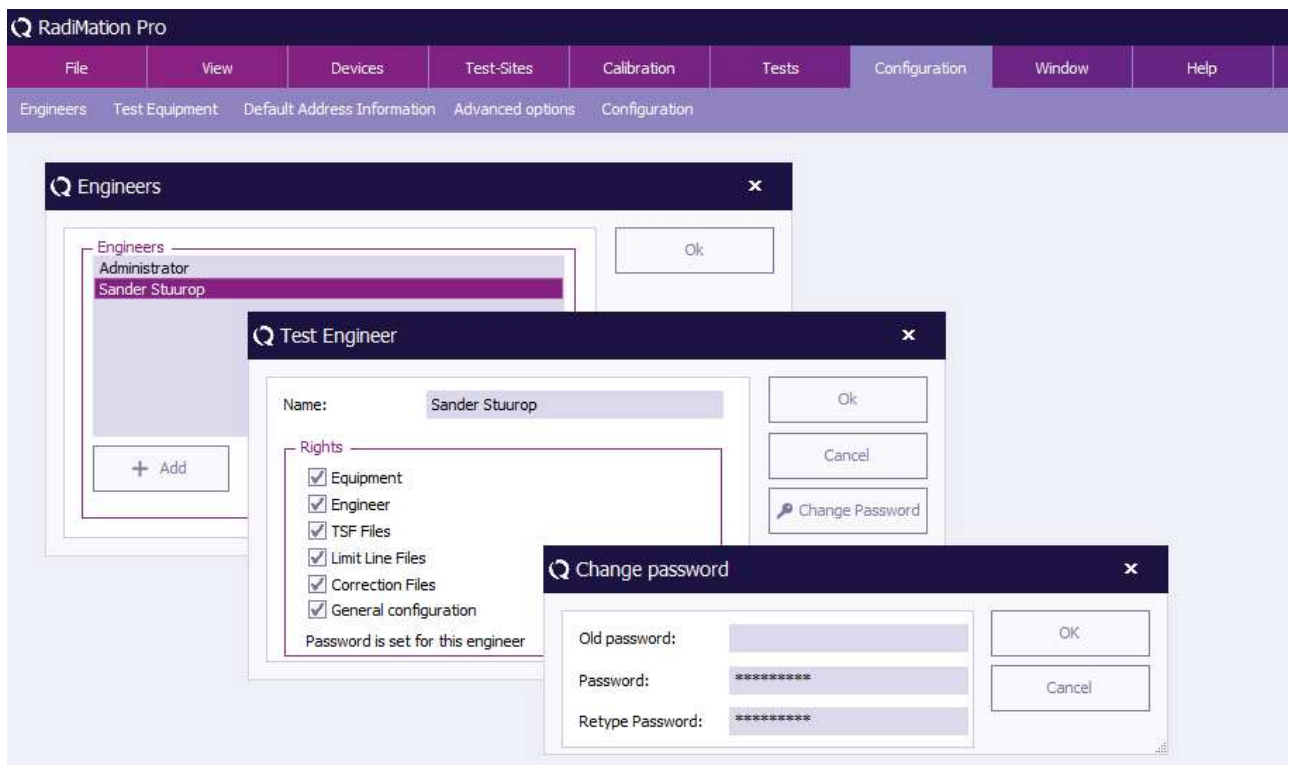 RadiMation Pro
File View Devices Test-Sites Calibration Tests Configuration Window Help
Engineers Test Equipment Default Address Information Advanced options Configuration
Engineers
Engineers
Administrator
Sander Stuurop
+ Add
Ok
Test Engineer
Name: Sander Stuurop
Rights
Equipment
Engineer
TSF Files
Limit Line Files
Correction Files
General configuration
Password is set for this engineer
Ok
Cancel
Change Password
Change password
Old password:
Password: *********
Retype Password: *********
OK
Cancel